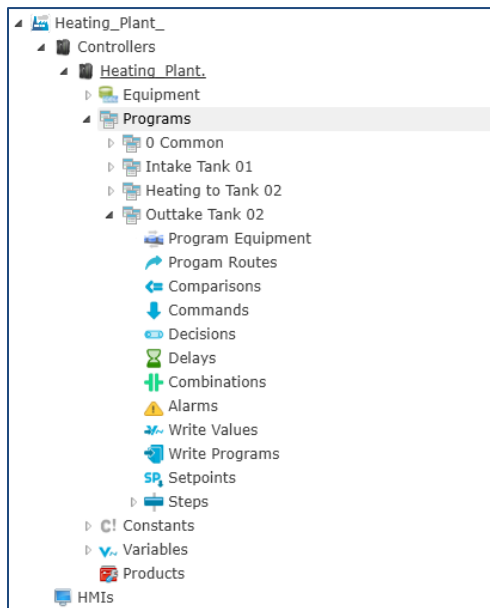 Heating_Plant_
Controllers
Heating_Plant.
Equipment
Programs
0 Common
Intake Tank 01
Heating to Tank 02
Outtake Tank 02
Program Equipment
Progam Routes
Comparisons
Commands
Decisions
Delays
Combinations
Alarms
Write Values
Write Programs
SP Setpoints
Steps
C! Constants
V Variables
Products
HMIs